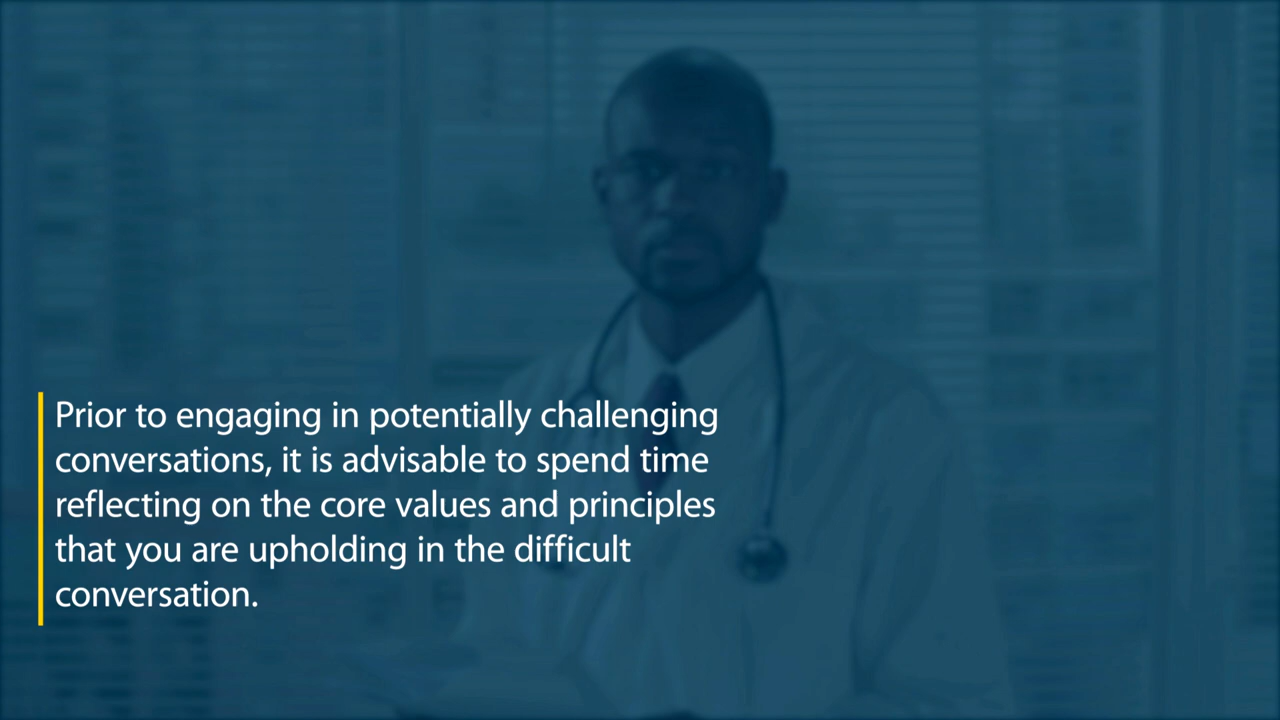 Prior to engaging in potentially challenging
conversations, it is advisable to spend time
reflecting on the core values and principles
that you are upholding in the difficult
conversation.